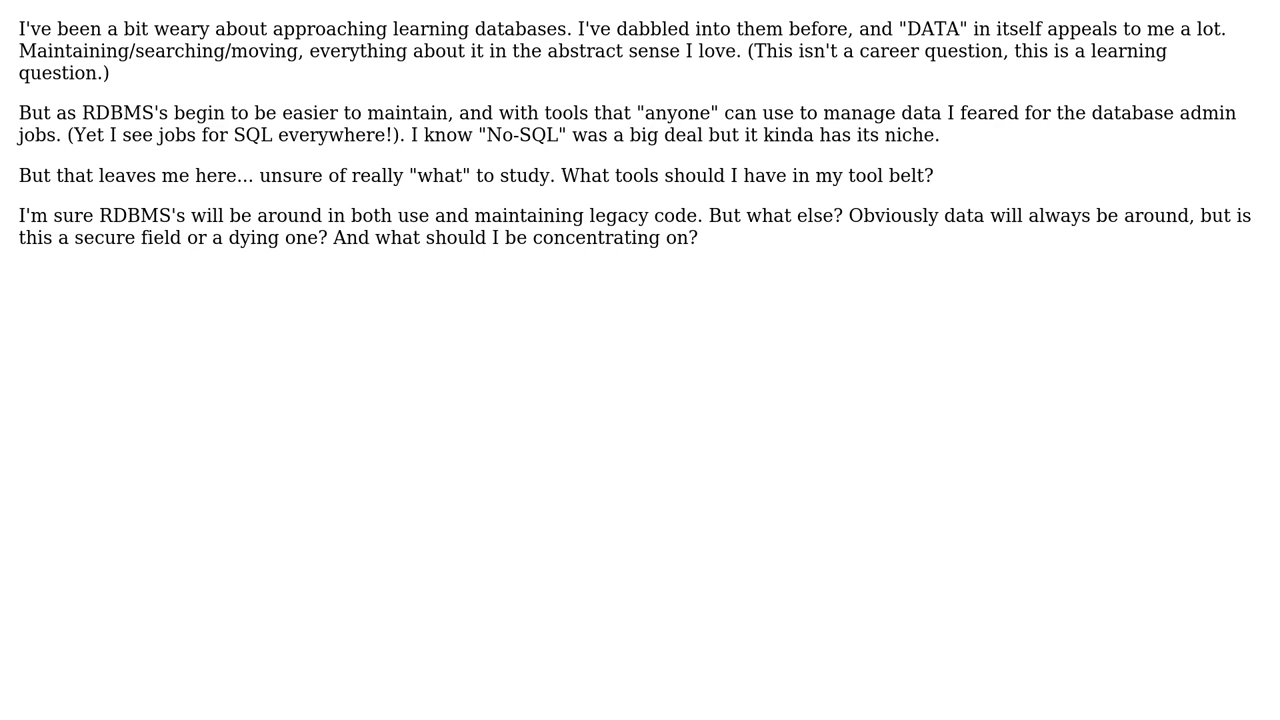 I've been a bit weary about approaching learning databases. I've dabbled into them before, and "DATA" in itself appeals to me a lot.
Maintaining/searching/moving, everything about it in the abstract sense I love. (This isn't a career question, this is a learning
question.)
But as RDBMS's begin to be easier to maintain, and with tools that "anyone" can use to manage data I feared for the database admin
jobs. (Yet I see jobs for SQL everywhere!). I know "No-SQL" was a big deal but it kinda has its niche.
But that leaves me here... unsure of really "what" to study. What tools should I have in my tool belt?
I'm sure RDBMS's will be around in both use and maintaining legacy code. But what else? Obviously data will always be around, but is
this a secure field or a dying one? And what should I be concentrating on?